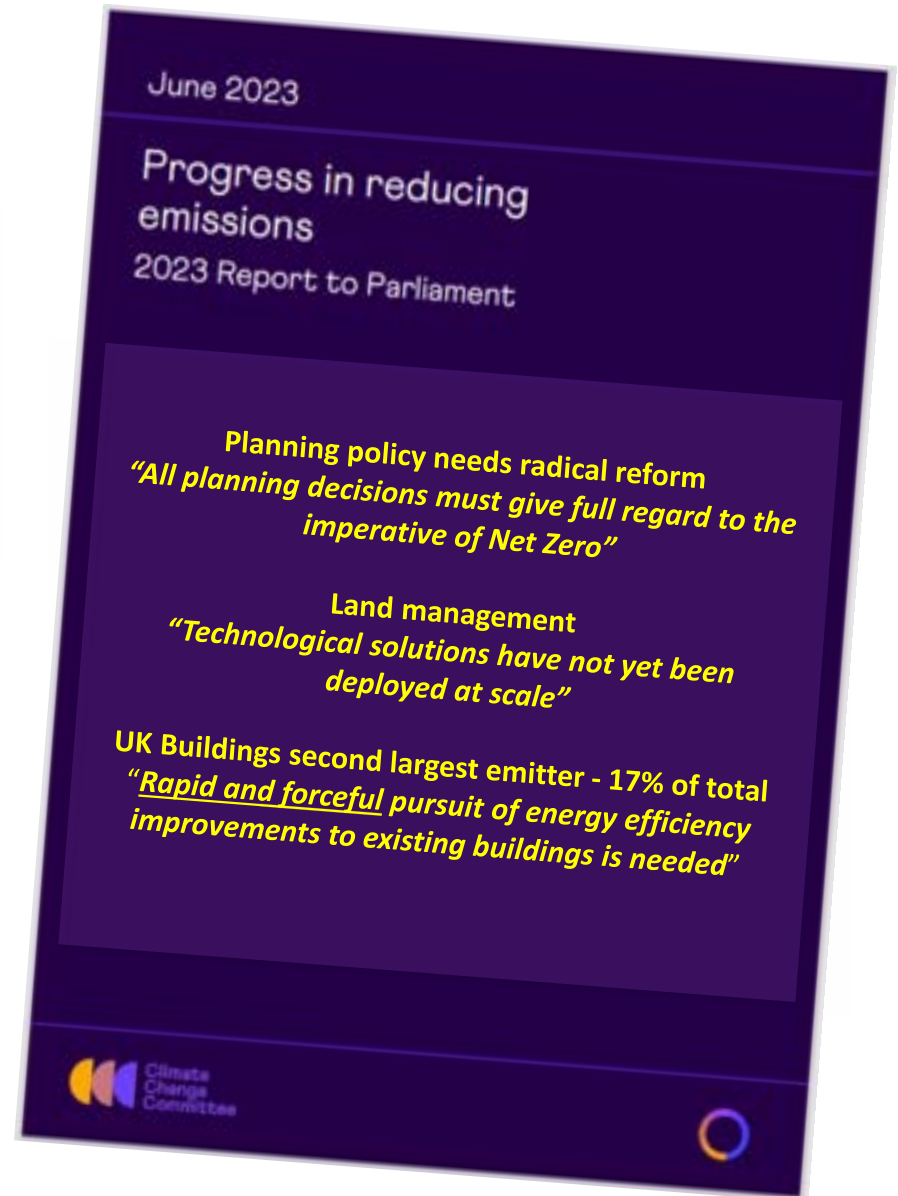 June 2023
Progress in reducing
emissions
2023 Report to Parliament
Planning policy needs radical reform
“All planning decisions must give full regard to the
imperative of Net Zero”
Land management
“Technological solutions have not yet been
deployed at scale”
UK Buildings second largest emitter - 17% of total
“Rapid and forceful pursuit of energy efficiency
improvements to existing buildings is needed”
Climate
Change
Committee